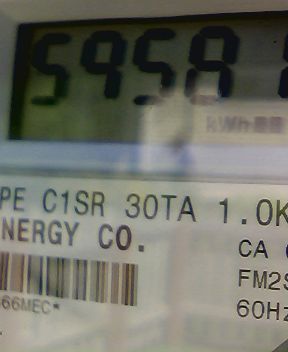 5958
kWh
PE C1SR 30TA 1.0K
NERGY CO.
CA
FM2S
66MEC*
60Hz